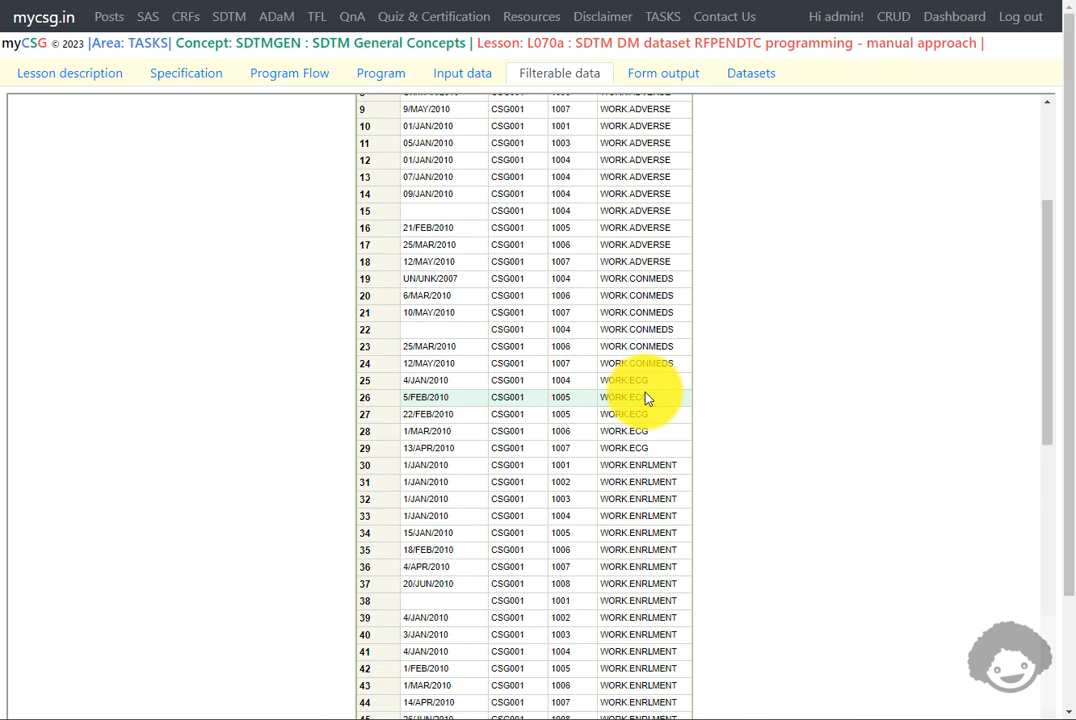 mycsg.in Posts SAS CRFs SDTM ADaM TFL QnA Quiz & Certification Resources Disclaimer TASKS Contact Us Hi admin! CRUD Dashboard Log out
myCSG © 2023 |Area: TASKS| Concept: SDTMGEN : SDTM General Concepts | Lesson: L070a : SDTM DM dataset RFPENDTC programming - manual approach |
Lesson description Specification Program Flow Program Input data Filterable data Form output Datasets
9 9/MAY/2010 CSG001 1007 WORK.ADVERSE
10 01/JAN/2010 CSG001 1001 WORK.ADVERSE
11 05/JAN/2010 CSG001 1003 WORK.ADVERSE
12 01/JAN/2010 CSG001 1004 WORK.ADVERSE
13 07/JAN/2010 CSG001 1004 WORK.ADVERSE
14 09/JAN/2010 CSG001 1004 WORK.ADVERSE
15 CSG001 1004 WORK.ADVERSE
16 21/FEB/2010 CSG001 1005 WORK.ADVERSE
17 25/MAR/2010 CSG001 1006 WORK.ADVERSE
18 12/MAY/2010 CSG001 1007 WORK.ADVERSE
19 UN/UNK/2007 CSG001 1004 WORK.CONMEDS
20 6/MAR/2010 CSG001 1006 WORK.CONMEDS
21 10/MAY/2010 CSG001 1007 WORK.CONMEDS
22 CSG001 1004 WORK.CONMEDS
23 25/MAR/2010 CSG001 1006 WORK.CONMEDS
24 12/MAY/2010 CSG001 1007 WORK.CONMEDS
25 4/JAN/2010 CSG001 1004 WORK.ECG
26 5/FEB/2010 CSG001 1005 WORK.ECG
27 22/FEB/2010 CSG001 1005 WORK.ECG
28 1/MAR/2010 CSG001 1006 WORK.ECG
29 13/APR/2010 CSG001 1007 WORK.ECG
30 1/JAN/2010 CSG001 1001 WORK.ENRLMENT
31 1/JAN/2010 CSG001 1002 WORK.ENRLMENT
32 1/JAN/2010 CSG001 1003 WORK.ENRLMENT
33 1/JAN/2010 CSG001 1004 WORK.ENRLMENT
34 15/JAN/2010 CSG001 1005 WORK.ENRLMENT
35 18/FEB/2010 CSG001 1006 WORK.ENRLMENT
36 4/APR/2010 CSG001 1007 WORK.ENRLMENT
37 20/JUN/2010 CSG001 1008 WORK.ENRLMENT
38 CSG001 1001 WORK.ENRLMENT
39 4/JAN/2010 CSG001 1002 WORK.ENRLMENT
40 3/JAN/2010 CSG001 1003 WORK.ENRLMENT
41 4/JAN/2010 CSG001 1004 WORK.ENRLMENT
42 1/FEB/2010 CSG001 1005 WORK.ENRLMENT
43 1/MAR/2010 CSG001 1006 WORK.ENRLMENT
44 14/APR/2010 CSG001 1007 WORK.ENRLMENT